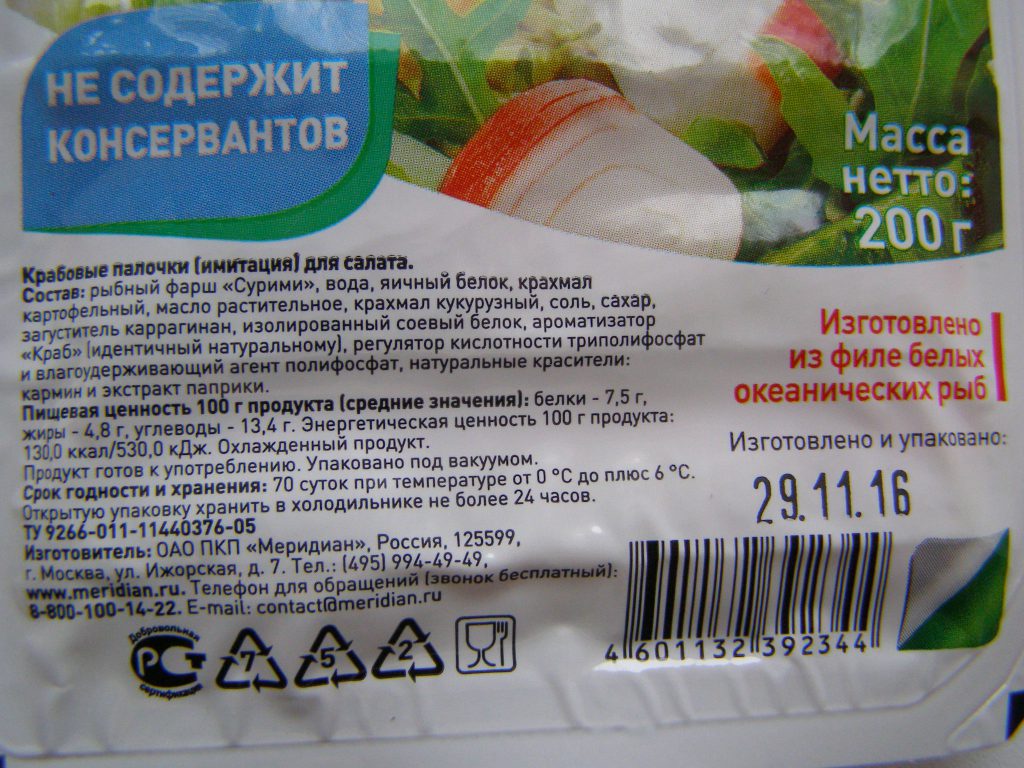 НЕ СОДЕРЖИТ
КОНСЕРВАНТОВ
Масса
нетто:
200 г
Крабовые палочки (имитация) для салата.
Состав: рыбный фарш «Сурими», вода, яичный белок, крахмал
картофельный, масло растительное, крахмал кукурузный, соль, сахар,
загуститель каррагинан, изолированный соевый белок, ароматизатор
«Краб» (идентичный натуральному), регулятор кислотности триполифосфат
и влагоудерживающий агент полифосфат, натуральные красители:
кармин и экстракт паприки.
Пищевая ценность 100 г продукта (средние значения): белки - 7,5 г,
жиры - 4,8 г, углеводы - 13,4 г. Энергетическая ценность 100 г продукта:
130,0 ккал/530,0 кДж. Охлажденный продукт.
Продукт готов к употреблению. Упаковано под вакуумом.
Срок годности и хранения: 70 суток при температуре от 0 °С до плюс 6 °С.
Открытую упаковку хранить в холодильнике не более 24 часов.
ТУ 9266-011-11440376-05
Изготовитель: ОАО ПКП «Меридиан», Россия, 125599,
г. Москва, ул. Ижорская, д. 7. Тел.: (495) 994-49-49,
www.meridian.ru. Телефон для обращений (звонок бесплатный):
8-800-100-14-22. E-mail: contact@meridian.ru
Изготовлено
из филе белых
океанических рыб
Изготовлено и упаковано:
29.11.16
Добровольная
РСТ
сертификация
7 5 2
4 601132 392344